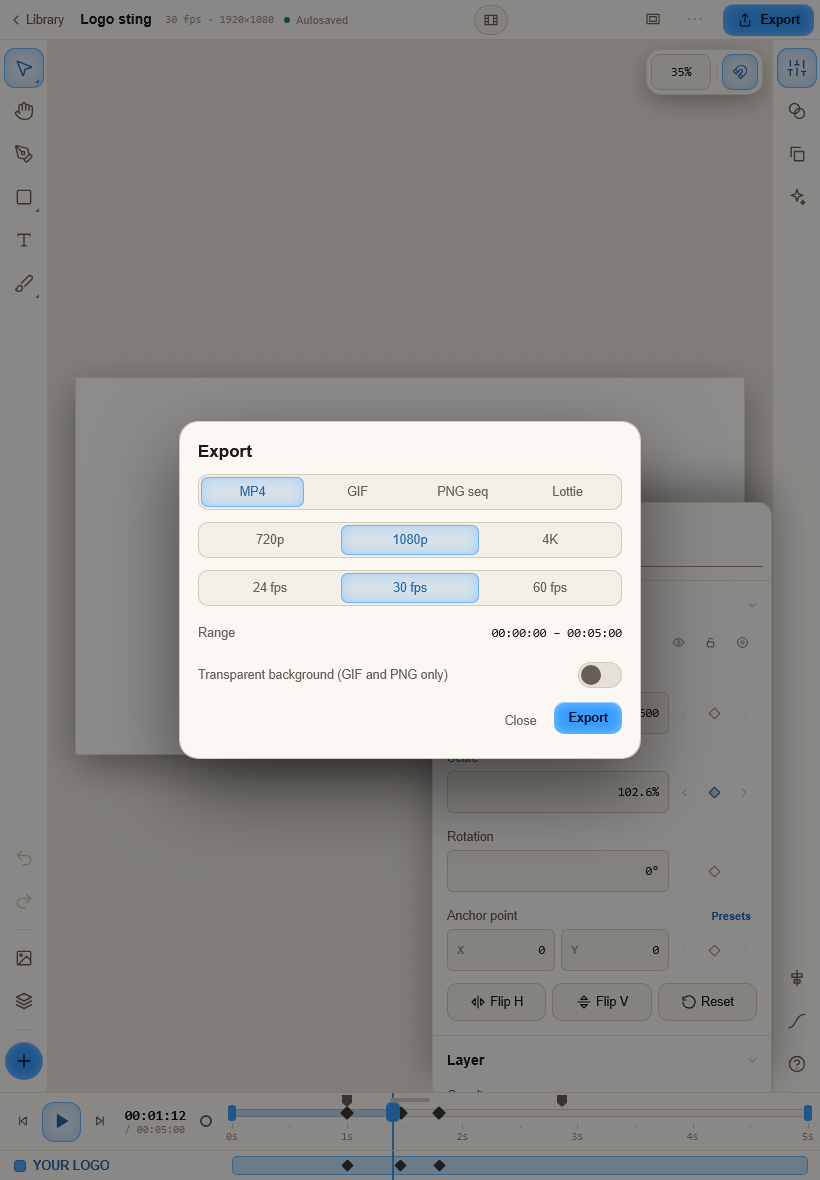 Library Logo sting 30 fps • 1920×1080 Autosaved ... Export
35%
Export
MP4 GIF PNG seq Lottie
720p 1080p 4K
24 fps 30 fps 60 fps
Range 00:00:00 – 00:05:00
Transparent background (GIF and PNG only)
Close Export
102.6%
Rotation
0°
Anchor point Presets
X 0 Y 0
Flip H Flip V Reset
Layer
00:01:12
/ 00:05:00
0s 1s 2s 3s 4s 5s
YOUR LOGO